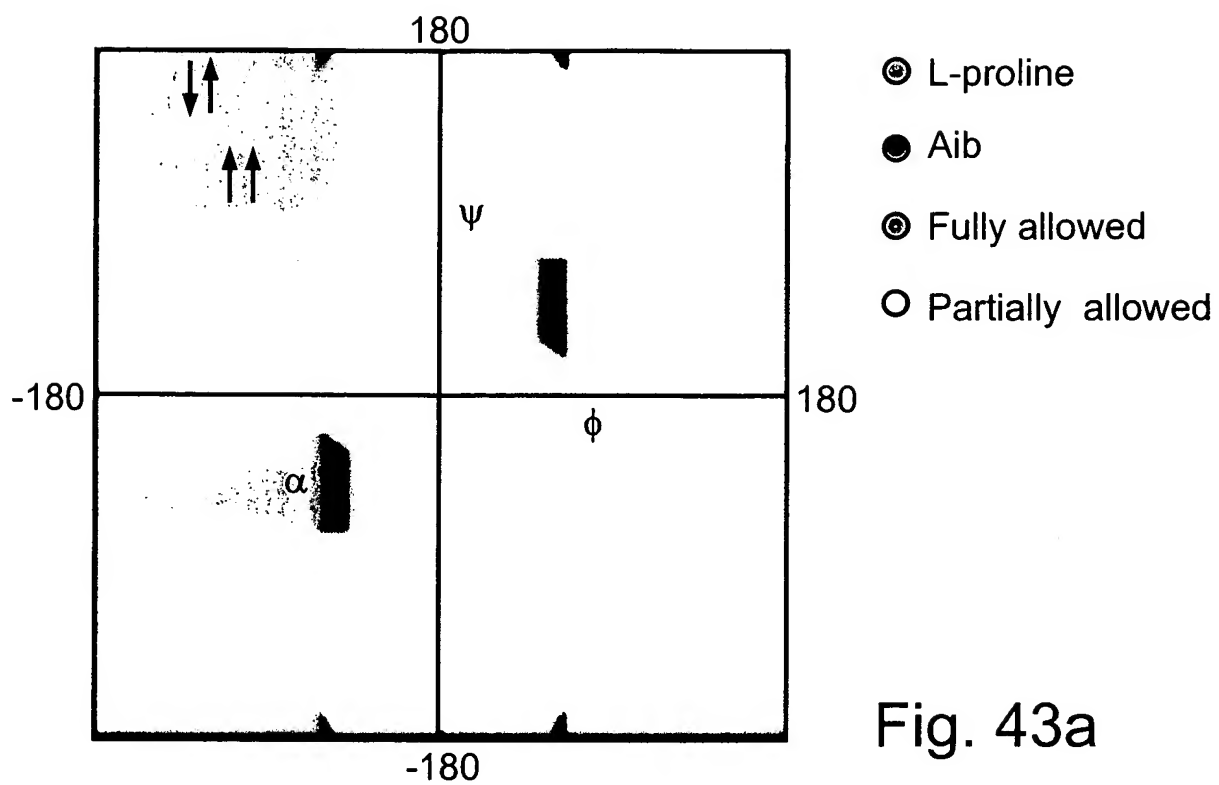 180
L-proline
Aib
ψ
Fully allowed
Partially allowed
-180
180
ϕ
α
Fig. 43a
-180